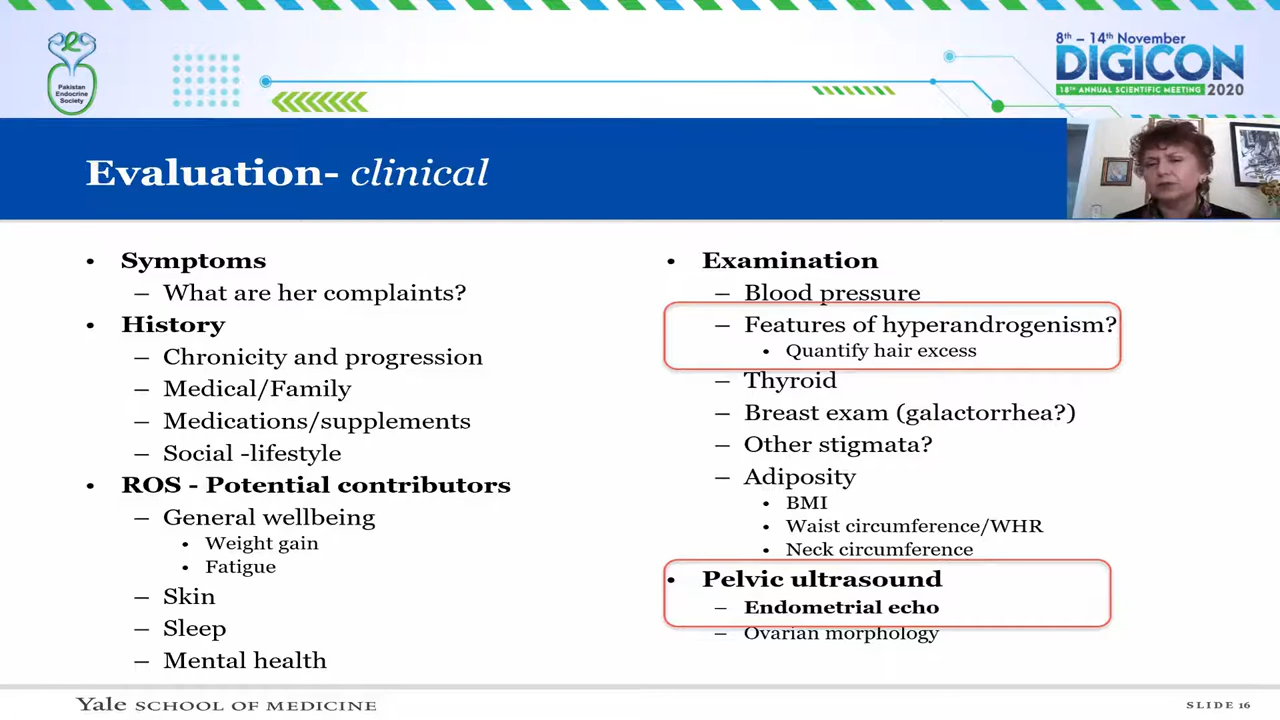 Pakistan
Endocrine
Society
8th – 14th November
DIGICON
18TH ANNUAL SCIENTIFIC MEETING 2020
Evaluation- clinical
• Symptoms
– What are her complaints?
• History
– Chronicity and progression
– Medical/Family
– Medications/supplements
– Social -lifestyle
• ROS - Potential contributors
– General wellbeing
• Weight gain
• Fatigue
– Skin
– Sleep
– Mental health
• Examination
– Blood pressure
– Features of hyperandrogenism?
• Quantify hair excess
– Thyroid
– Breast exam (galactorrhea?)
– Other stigmata?
– Adiposity
• BMI
• Waist circumference/WHR
• Neck circumference
• Pelvic ultrasound
– Endometrial echo
– Ovarian morphology
Yale SCHOOL OF MEDICINE
SLIDE 16